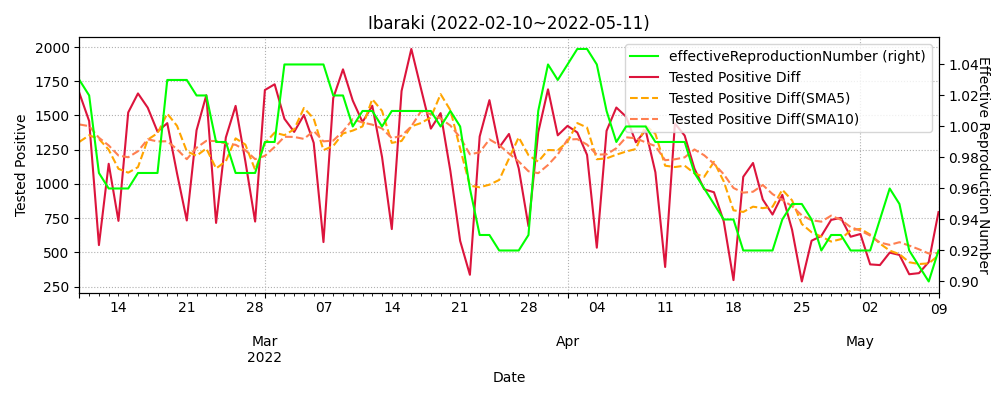 Ibaraki (2022-02-10~2022-05-11)
effectiveReproductionNumber (right)
Tested Positive Diff
Tested Positive Diff(SMA5)
Tested Positive Diff(SMA10)
Tested Positive
2000
1750
1500
1250
1000
750
500
250
Effective Reproduction Number
1.04
1.02
1.00
0.98
0.96
0.94
0.92
0.90
14 21 28 07 14 21 28 04 11 18 25 02 09
Mar Apr May
2022
Date